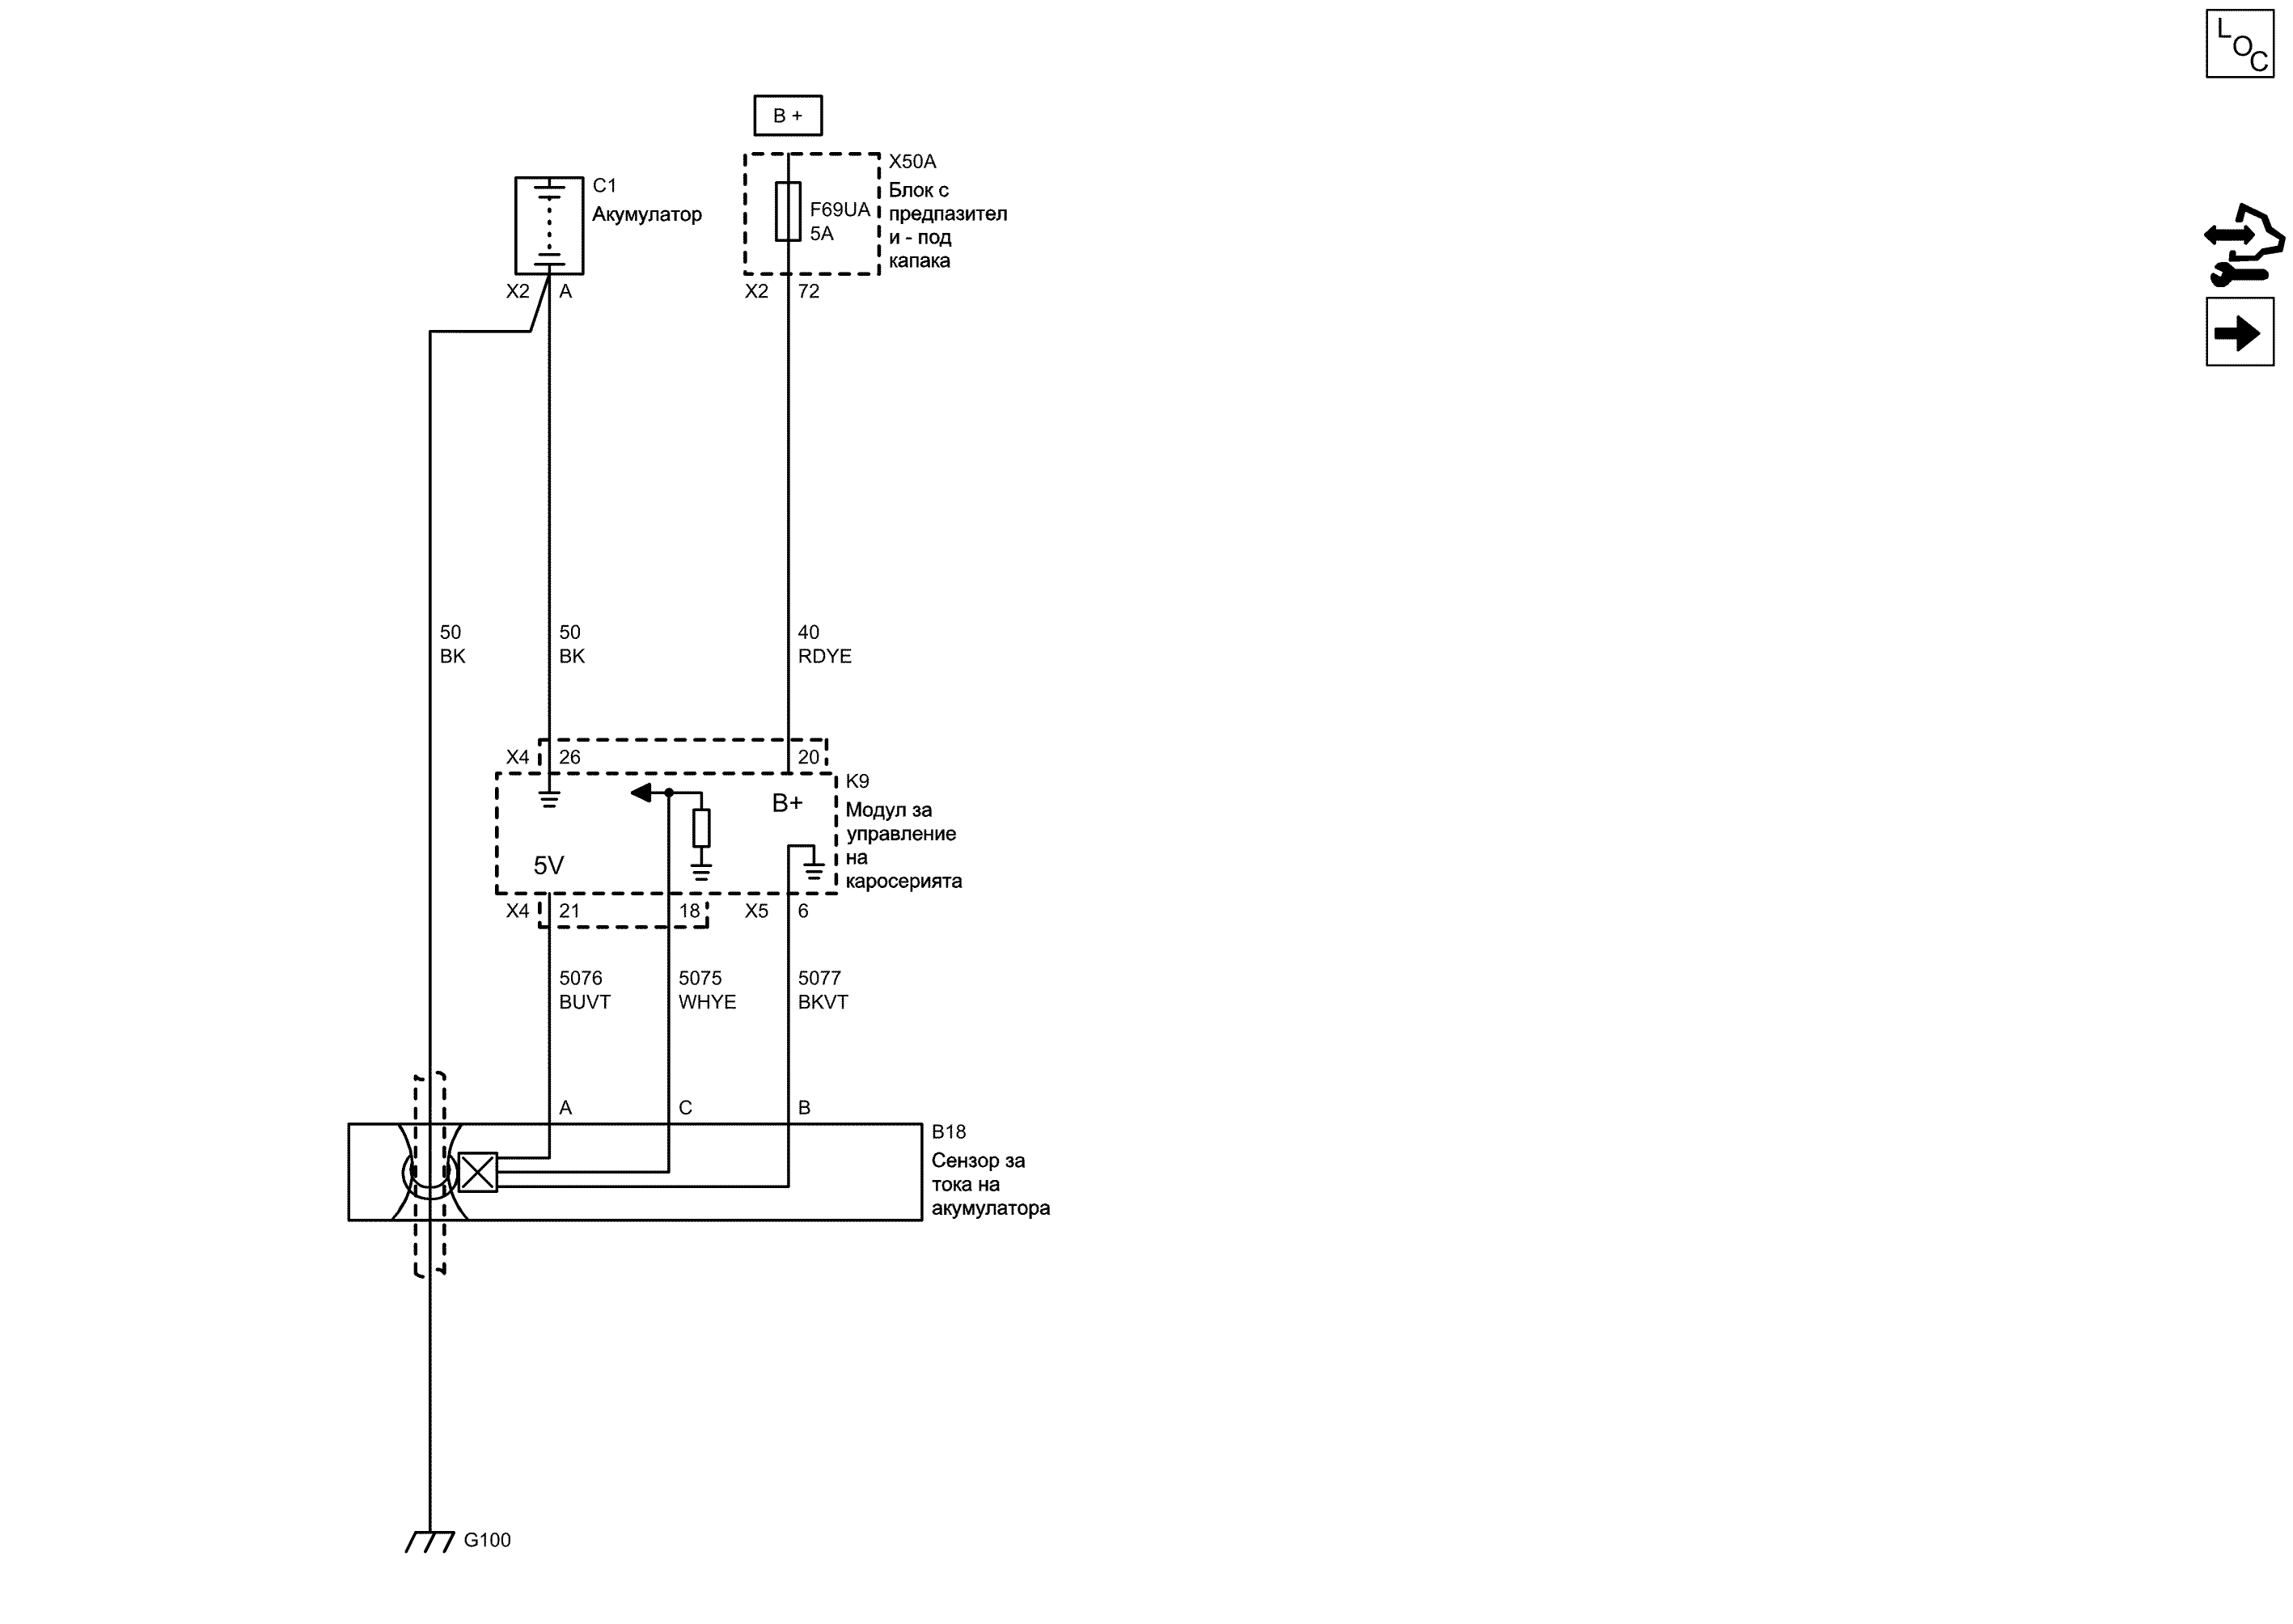 LOC
B +
X50A
Блок с
предпазител
и - под
капака
F69UA
5A
C1
Акумулатор
X2 A
X2 72
50
BK
50
BK
40
RDYE
X4 26
20
K9
Модул за
управление
на
каросерията
B+
5V
X4 21
18
X5 6
5076
BUVT
5075
WHYE
5077
BKVT
A
C
B
B18
Сензор за
тока на
акумулатора
G100